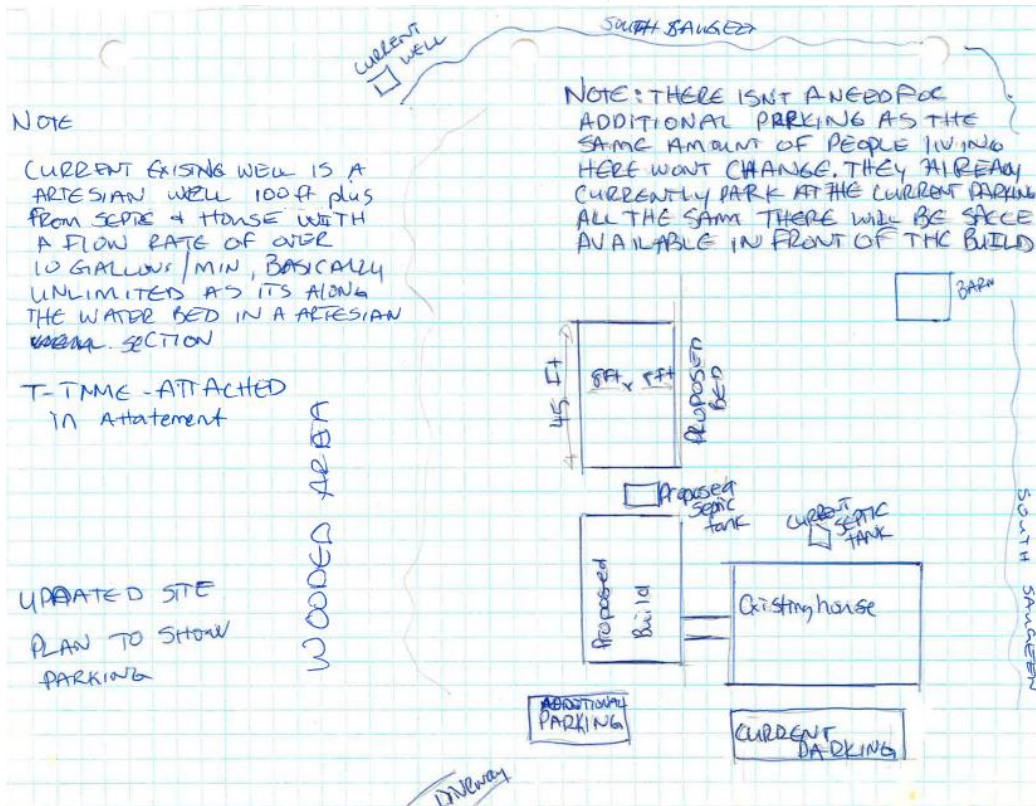 SOUTH SAUGEEN
CURRENT
WELL
NOTE
CURRENT EXISTING WELL IS A
ARTESIAN WELL 100ft plus
FROM SEPTIC & HOUSE WITH
A FLOW RATE OF OVER
10 GALLONS/MIN, BASICALLY
UNLIMITED AS ITS ALONG
THE WATER BED IN A ARTESIAN
SECTION
T-TIME - ATTACHED
in Attatement
NOTE: THERE ISNT A NEED FOR
ADDITIONAL PARKING AS THE
SAME AMOUNT OF PEOPLE LIVING
HERE WONT CHANGE. THEY ALREADY
CURRENTLY PARK AT THE CURRENT PARKING
ALL THE SAM THERE WILL BE SPACE
AVAILABLE IN FRONT OF THE BUILD
BARN
45 Ft
8Ft x 8Ft
PROPOSED
BED
WOODED AREA
Proposed
Septic
tank
CURRENT
SEPTIC
TANK
SOUTH SAUGEEN
UPDATED SITE
PLAN TO SHOW
PARKING
Proposed
Build
Existing house
ADDITIONAL
PARKING
CURRENT
PARKING
Driveway